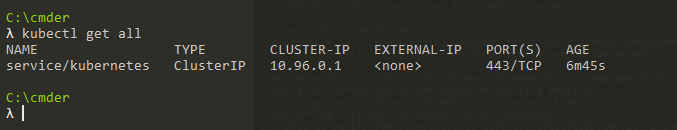 C:\cmder
λ kubectl get all
NAME TYPE CLUSTER-IP EXTERNAL-IP PORT(S) AGE
service/kubernetes ClusterIP 10.96.0.1 <none> 443/TCP 6m45s
C:\cmder
λ